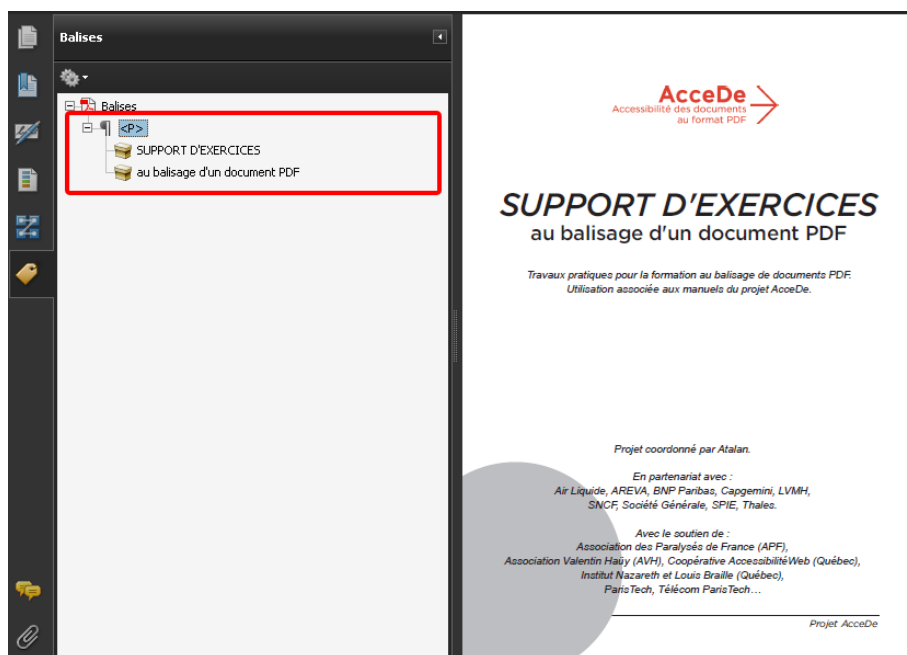 Balises
Balises
<P>
SUPPORT D'EXERCICES
au balisage d'un document PDF
AcceDe
Accessibilité des documents
au format PDF
SUPPORT D'EXERCICES
au balisage d'un document PDF
Travaux pratiques pour la formation au balisage de documents PDF.
Utilisation associée aux manuels du projet AcceDe.
Projet coordonné par Atalan.
En partenariat avec :
Air Liquide, AREVA, BNP Paribas, Capgemini, LVMH,
SNCF, Société Générale, SPIE, Thales.
Avec le soutien de :
Association des Paralysés de France (APF),
Association Valentin Haüy (AVH), Coopérative AccessibilitéWeb (Québec),
Institut Nazareth et Louis Braille (Québec),
ParisTech, Télécom ParisTech…
Projet AcceDe